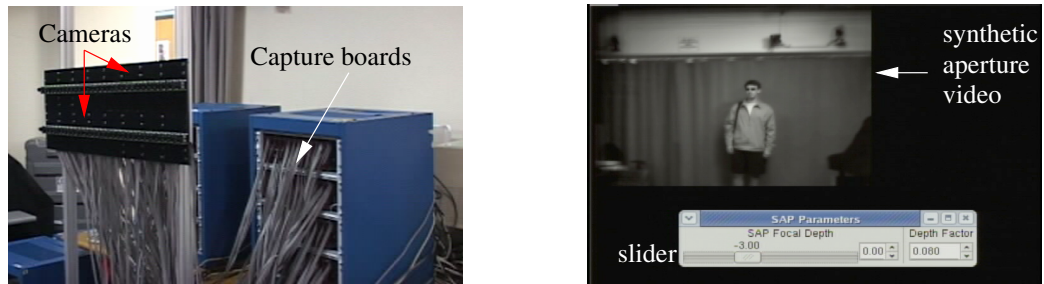 Cameras
Capture boards
synthetic
aperture
video
SAP Parameters
SAP Focal Depth
Depth Factor
-3.00
0.00
0.080
slider